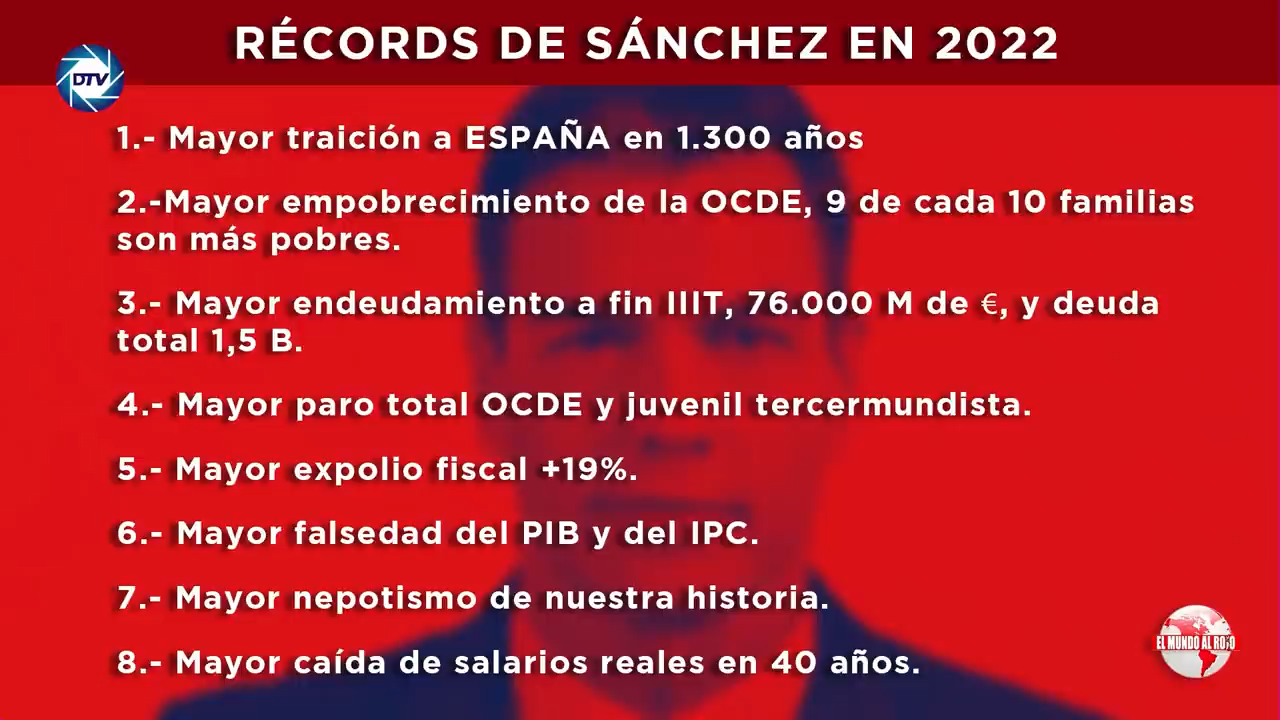 RÉCORDS DE SÁNCHEZ EN 2022
DTV
1.- Mayor traición a ESPAÑA en 1.300 años
2.-Mayor empobrecimiento de la OCDE, 9 de cada 10 familias
son más pobres.
3.- Mayor endeudamiento a fin IIIT, 76.000 M de €, y deuda
total 1,5 B.
4.- Mayor paro total OCDE y juvenil tercermundista.
5.- Mayor expolio fiscal +19%.
6.- Mayor falsedad del PIB y del IPC.
7.- Mayor nepotismo de nuestra historia.
8.- Mayor caída de salarios reales en 40 años.
EL MUNDO AL ROJO